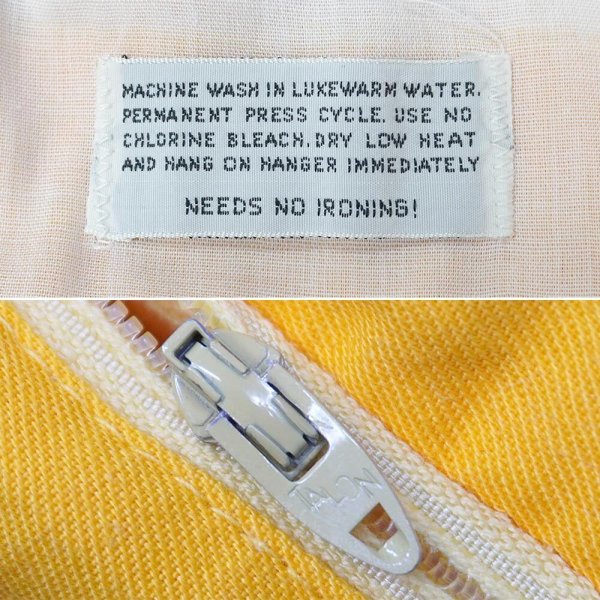 MACHINE WASH IN LUKEWARM WATER.
PERMANENT PRESS CYCLE. USE NO
CHLORINE BLEACH. DRY LOW HEAT
AND HANG ON HANGER IMMEDIATELY
NEEDS NO IRONING!
TALON